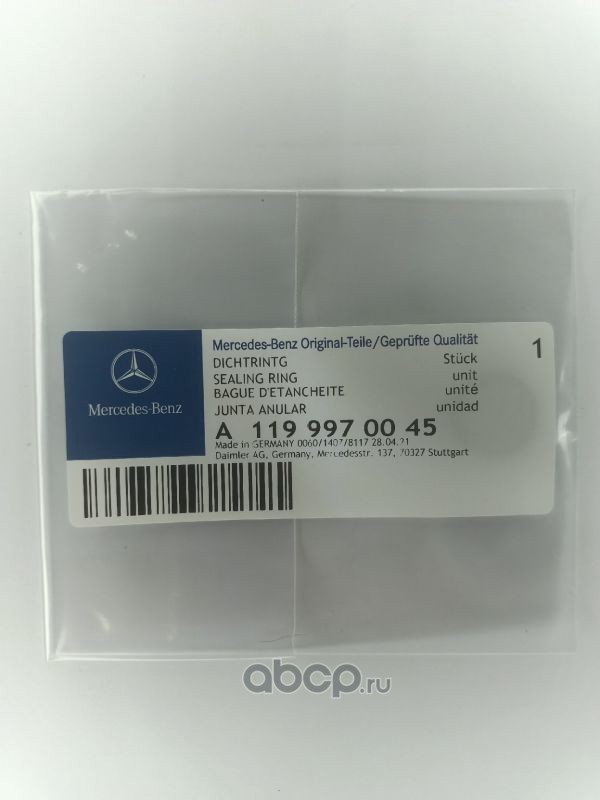 Mercedes-Benz Original-Teile/Geprüfte Qualität
DICHTRINTG Stück 1
SEALING RING unit
BAGUE D'ETANCHEITE unité
JUNTA ANULAR unidad
A 119 997 00 45
Made in GERMANY 0060/1407/8117 28.04.21
Daimler AG, Germany, Mercedesstr. 137, 70327 Stuttgart
Mercedes-Benz
abcp.ru